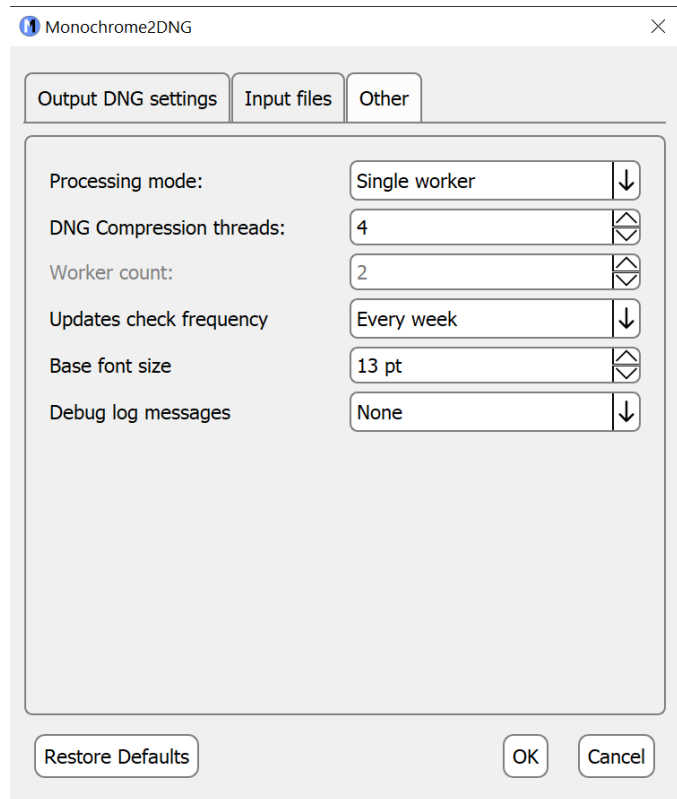 Monochrome2DNG
Output DNG settings Input files Other
Processing mode: Single worker
DNG Compression threads: 4
Worker count: 2
Updates check frequency Every week
Base font size 13 pt
Debug log messages None
Restore Defaults OK Cancel